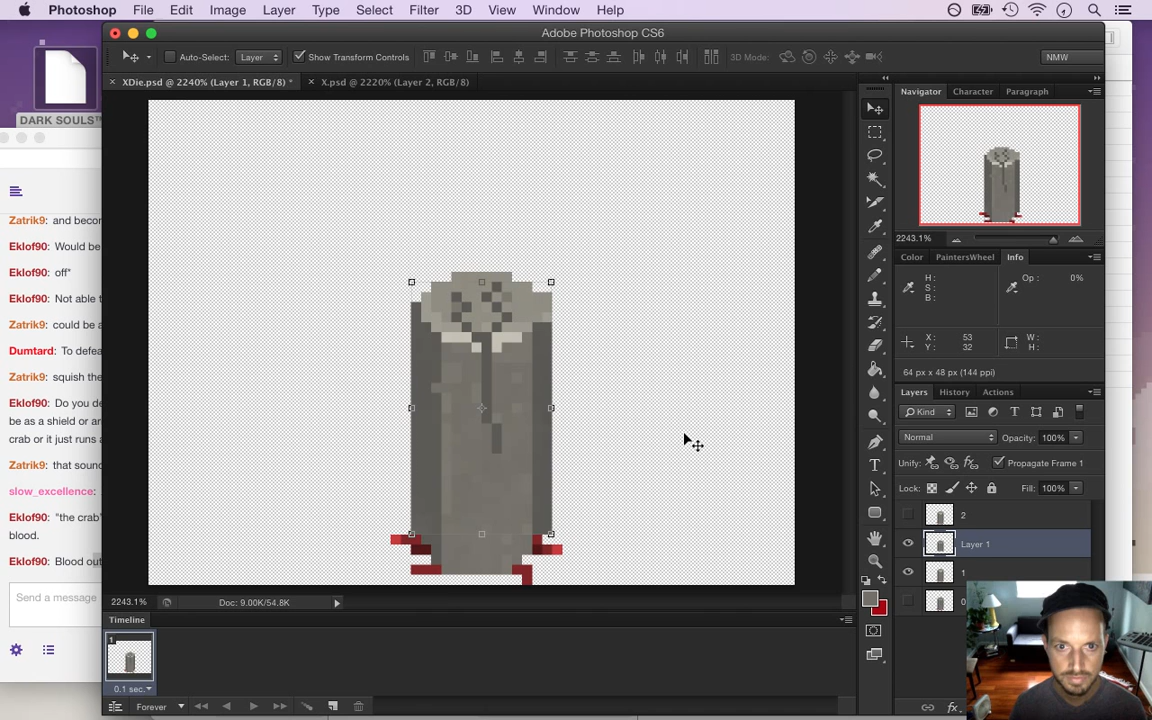 Photoshop File Edit Image Layer Type Select Filter 3D View Window Help
Adobe Photoshop CS6
Auto-Select: Layer Show Transform Controls 3D Mode: NMW
XDie.psd @ 2240% (Layer 1, RGB/8) * X.psd @ 2220% (Layer 2, RGB/8)
Navigator Character Paragraph
DARK SOULS™
Zatrik9: and becon
Eklof90: Would be
off*
Eklof90: Not able t
Zatrik9: could be a
Dumtard: To defea
Zatrik9: squish the
Eklof90: Do you de
be as a shield or ar
crab or it just runs a
Zatrik9: that sound
slow_excellence:
Eklof90: "the crab'
blood.
Eklof90: Blood out
Send a message
2243.1%
Color PaintersWheel Info
H:
S:
B:
Op: 0%
X: 53
Y: 32
W:
H:
64 px x 48 px (144 ppi)
Layers History Actions
Kind
Normal Opacity: 100%
Unify: Propagate Frame 1
Lock: Fill: 100%
2
Layer 1
1
0
2243.1% Doc: 9.00K/54.8K
Timeline
1
0.1 sec.
Forever
fx